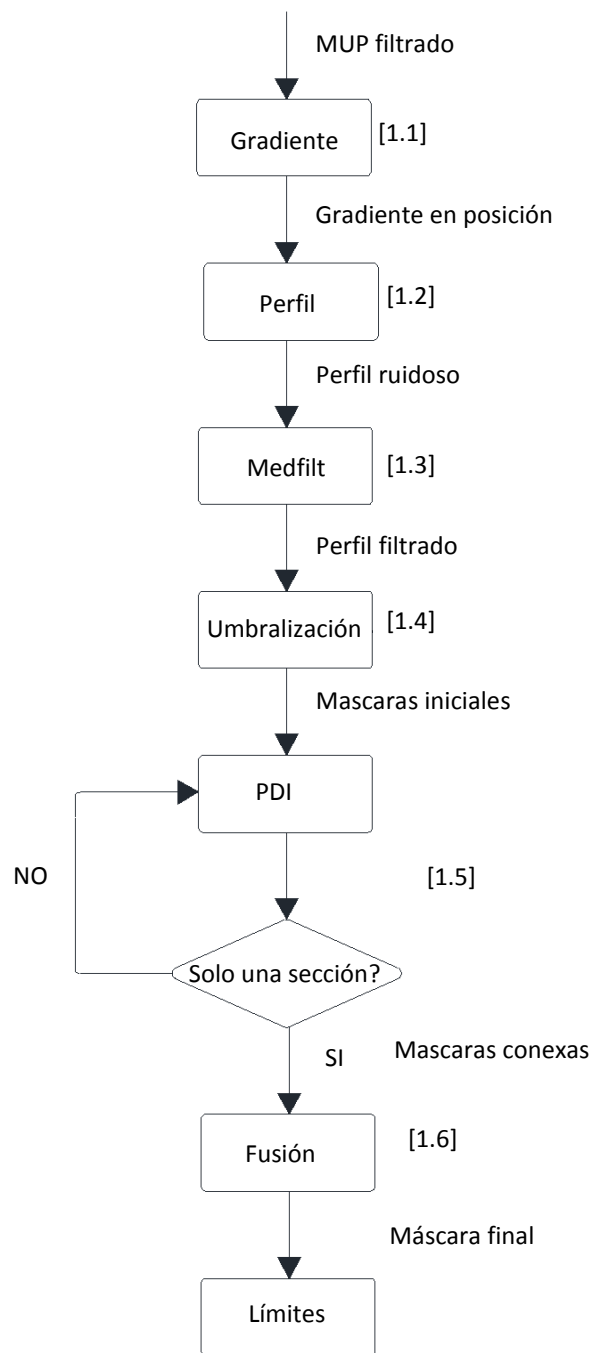 MUP filtrado
Gradiente
[1.1]
Gradiente en posición
Perfil
[1.2]
Perfil ruidoso
Medfilt
[1.3]
Perfil filtrado
Umbralización
[1.4]
Mascaras iniciales
PDI
NO
[1.5]
Solo una sección?
SI
Mascaras conexas
Fusión
[1.6]
Máscara final
Límites